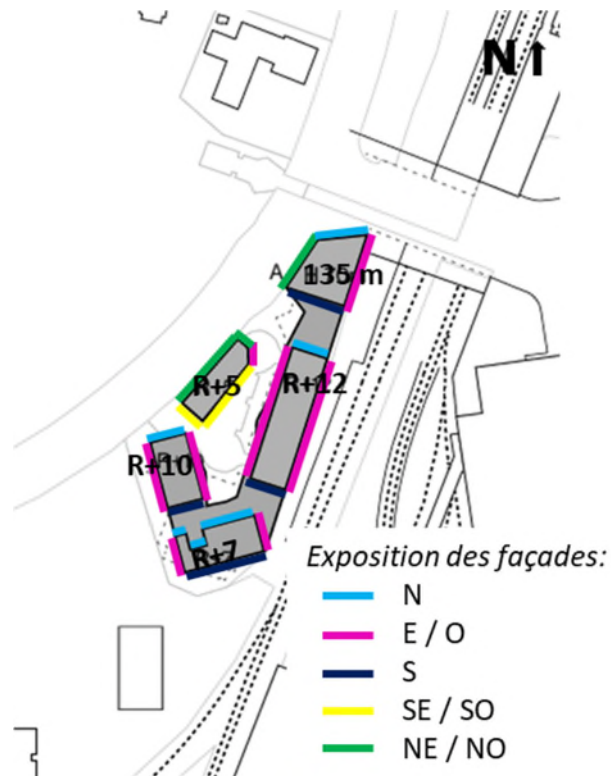 N
A
135 m
R+5
R+12
R+10
R+7
Exposition des façades:
N
E / O
S
SE / SO
NE / NO